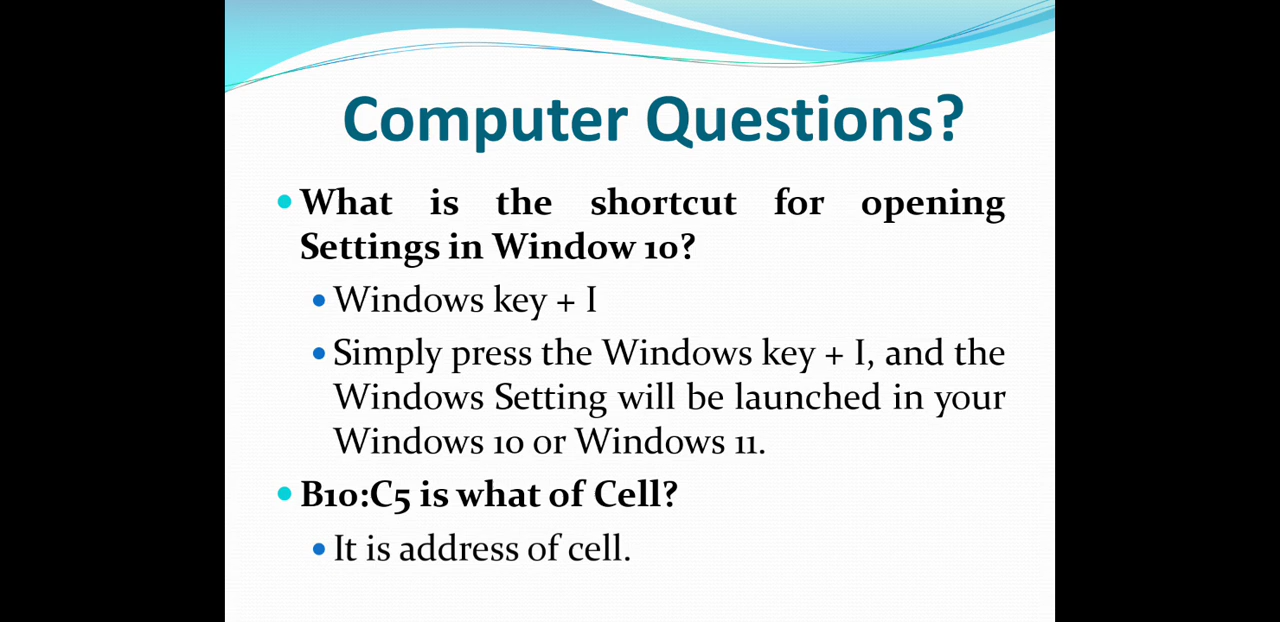 Computer Questions?
What is the shortcut for opening
Settings in Window 10?
Windows key + I
Simply press the Windows key + I, and the
Windows Setting will be launched in your
Windows 10 or Windows 11.
B10:C5 is what of Cell?
It is address of cell.